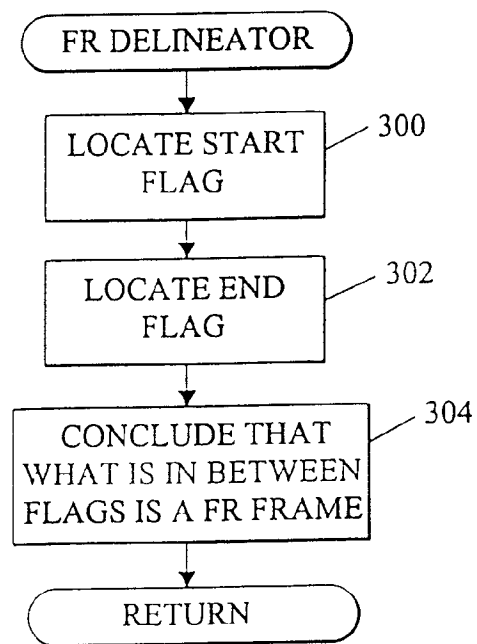 FR DELINEATOR
LOCATE START
FLAG
300
LOCATE END
FLAG
302
CONCLUDE THAT
WHAT IS IN BETWEEN
FLAGS IS A FR FRAME
304
RETURN